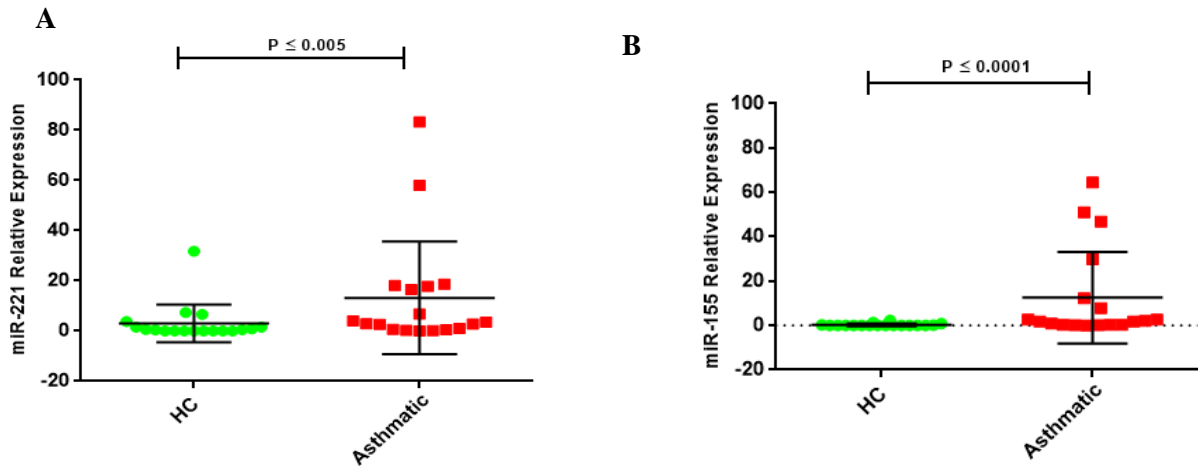 A
P ≤ 0.005
miR-221 Relative Expression
100
80
60
40
20
0
-20
HC
Asthmatic
B
P ≤ 0.0001
miR-155 Relative Expression
100
80
60
40
20
0
-20
HC
Asthmatic